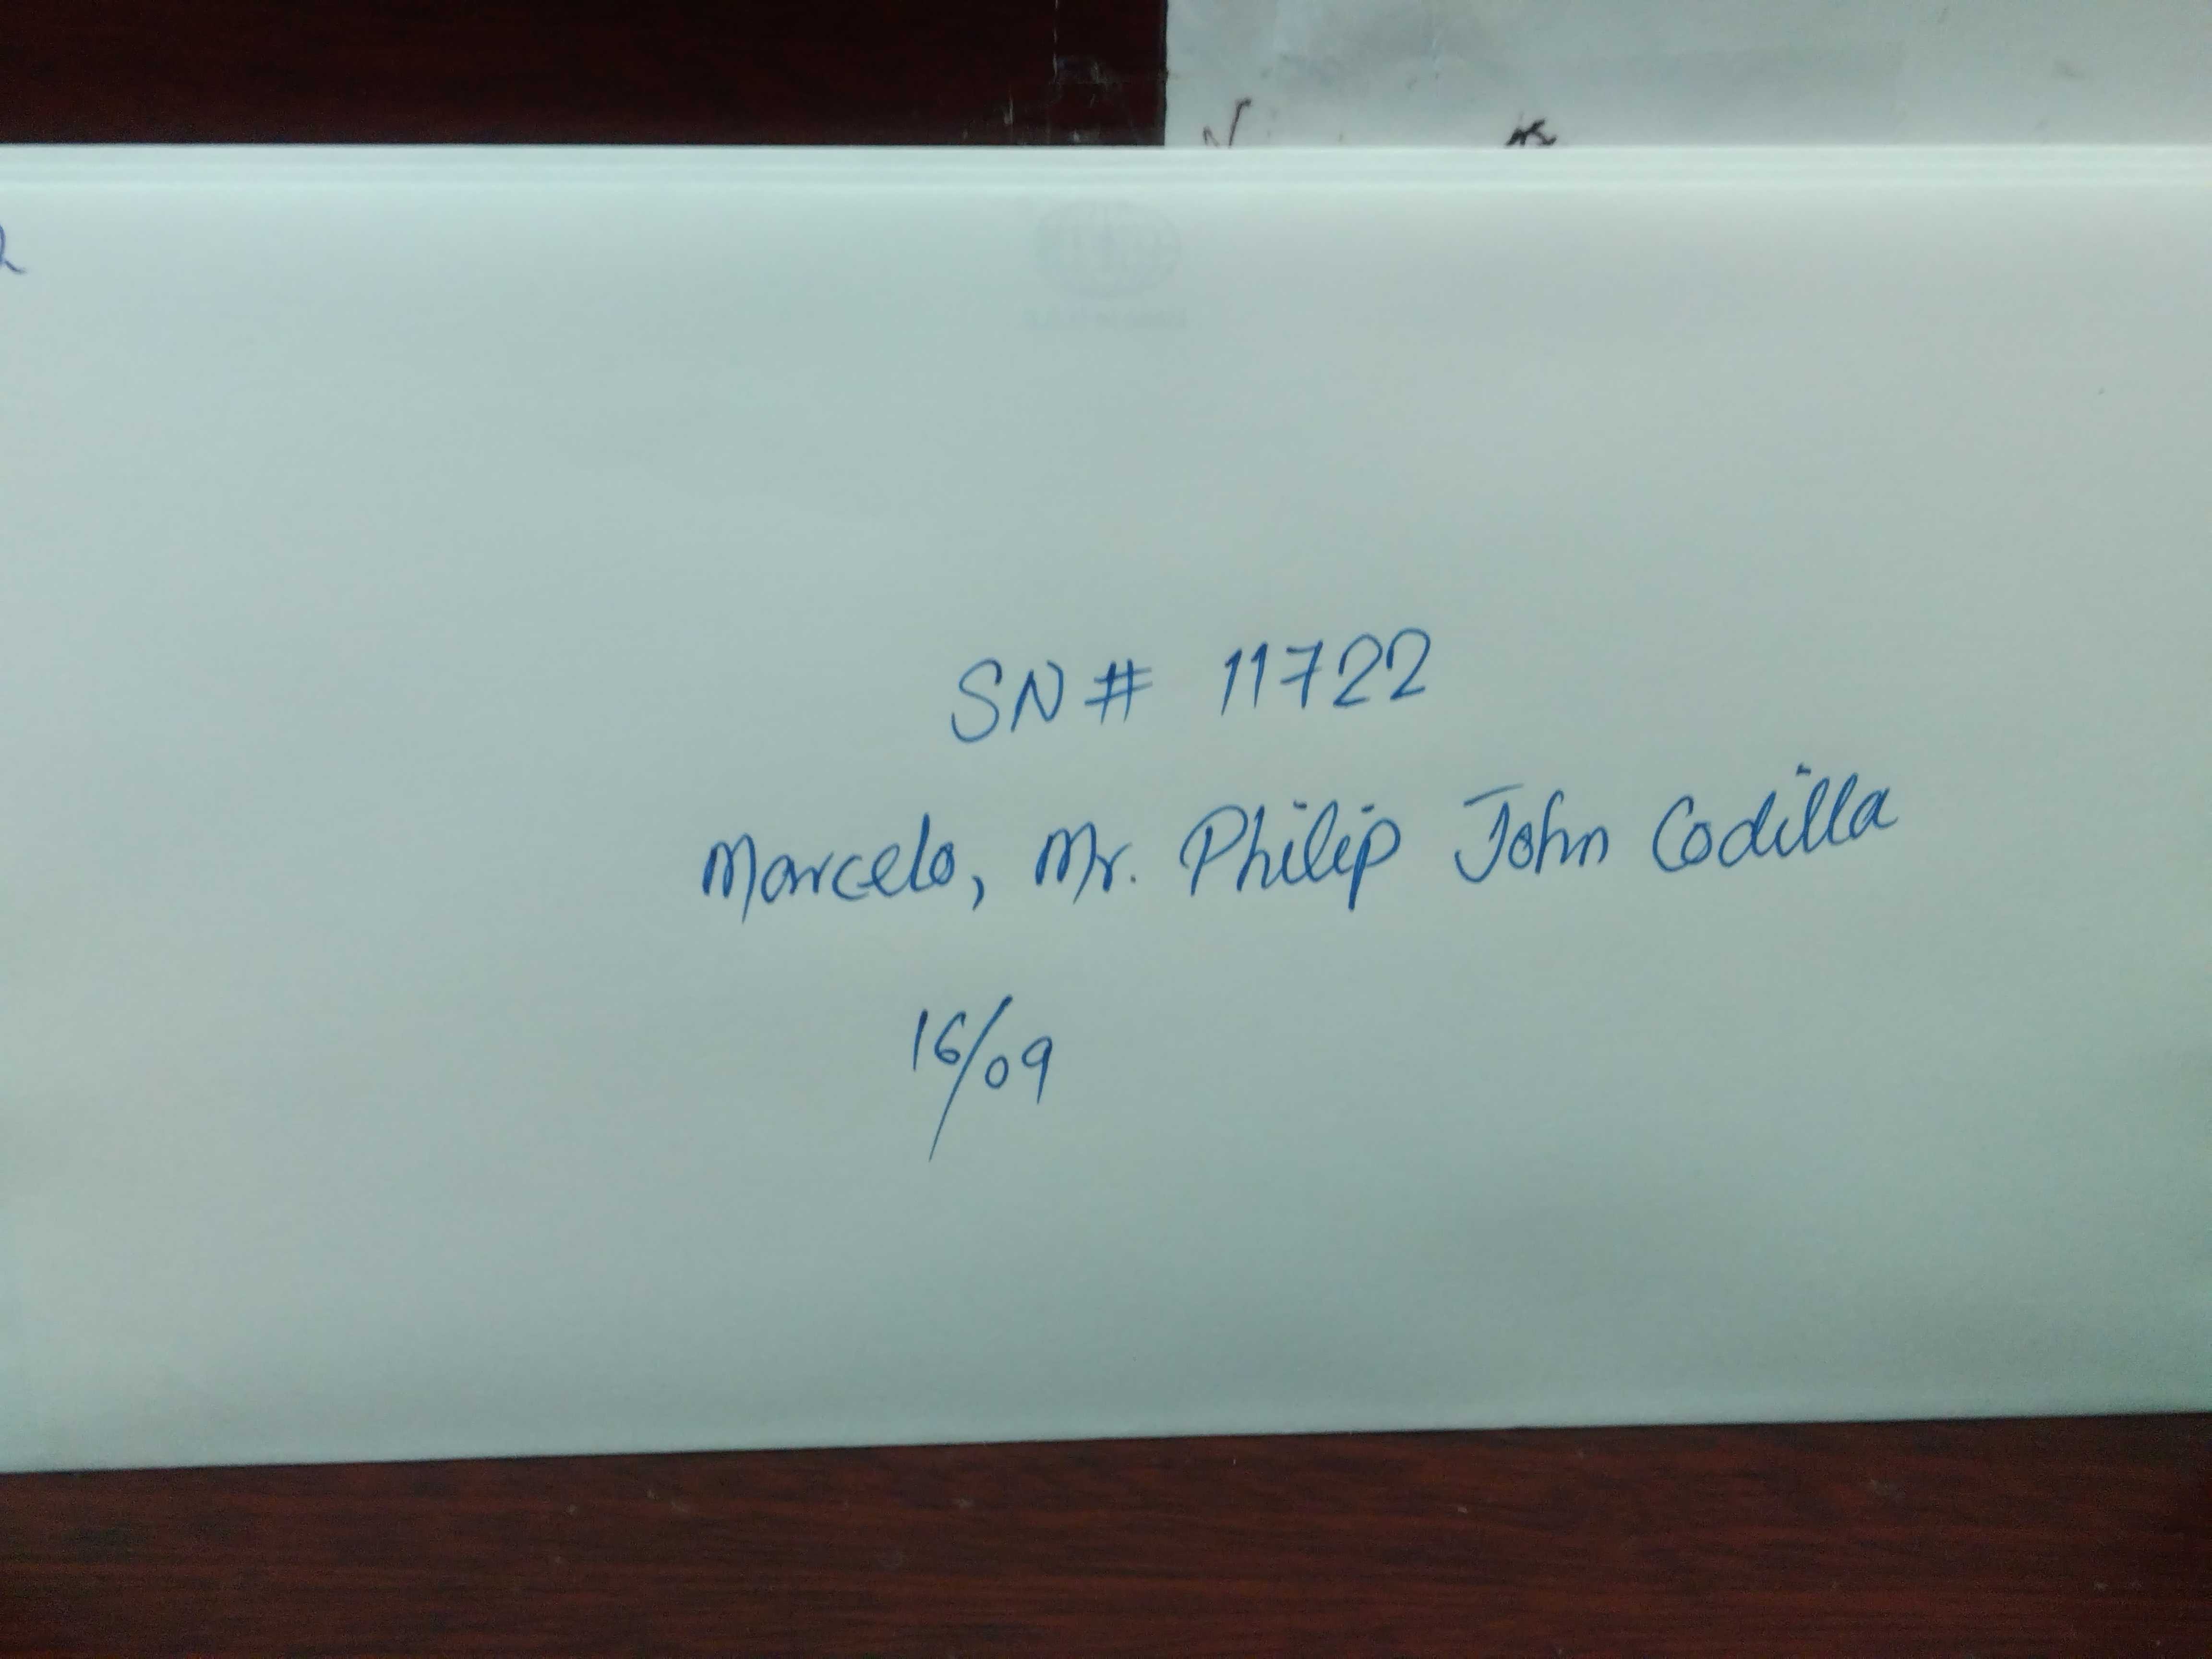 SN# 11722
Marcelo, Mr. Philip John Codilla
16/09